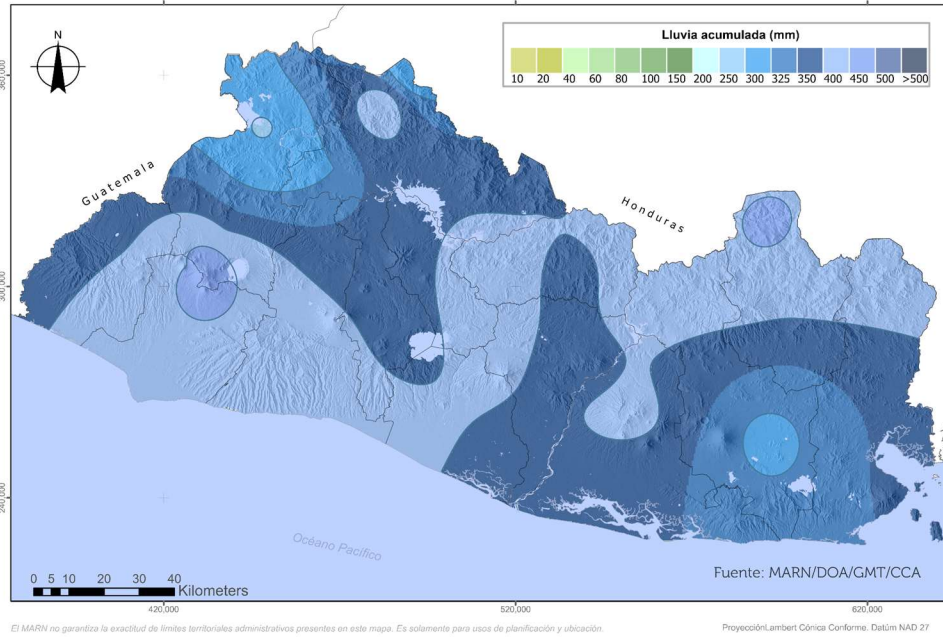 N
Lluvia acumulada (mm)
10 20 40 60 80 100 150 200 250 300 325 350 400 450 500 >500
360,000
Guatemala
Honduras
300,000
240,000
Océano Pacífico
Fuente: MARN/DOA/GMT/CCA
0 5 10 20 30 40
Kilometers
420,000 520,000 620,000
El MARN no garantiza la exactitud de límites territoriales administrativos presentes en este mapa. Es solamente para usos de planificación y ubicación.
ProyecciónLambert Cónica Conforme. Datúm NAD 27